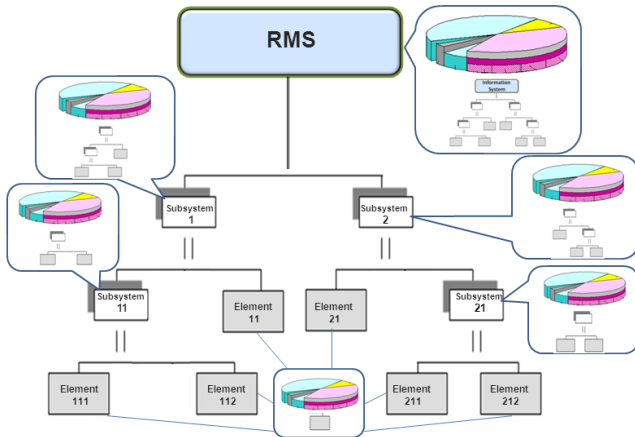 RMS
Information
System
Subsystem
1
Subsystem
2
Subsystem
11
Element
11
Element
21
Subsystem
21
Element
111
Element
112
Element
211
Element
212